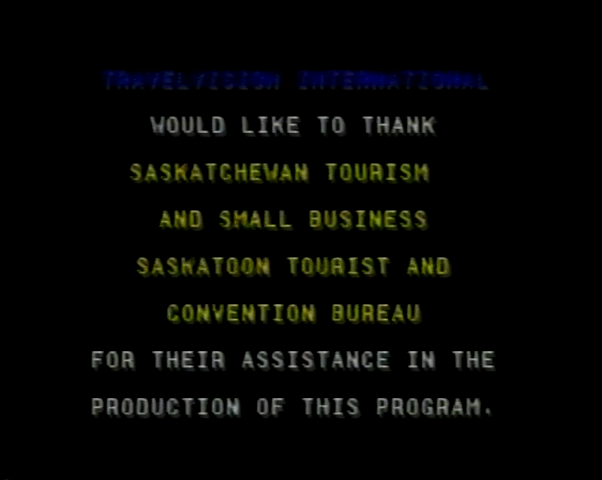 TRAVELVISION INTERNATIONAL
WOULD LIKE TO THANK
SASKATCHEWAN TOURISM
AND SMALL BUSINESS
SASKATOON TOURIST AND
CONVENTION BUREAU
FOR THEIR ASSISTANCE IN THE
PRODUCTION OF THIS PROGRAM.